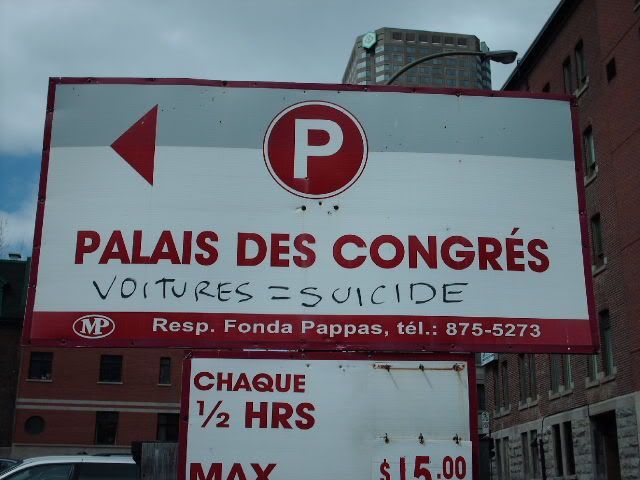 P
PALAIS DES CONGRÉS
VOITURES = SUICIDE
MP Resp. Fonda Pappas, tél.: 875-5273
CHAQUE
½ HRS
MAX $15.00